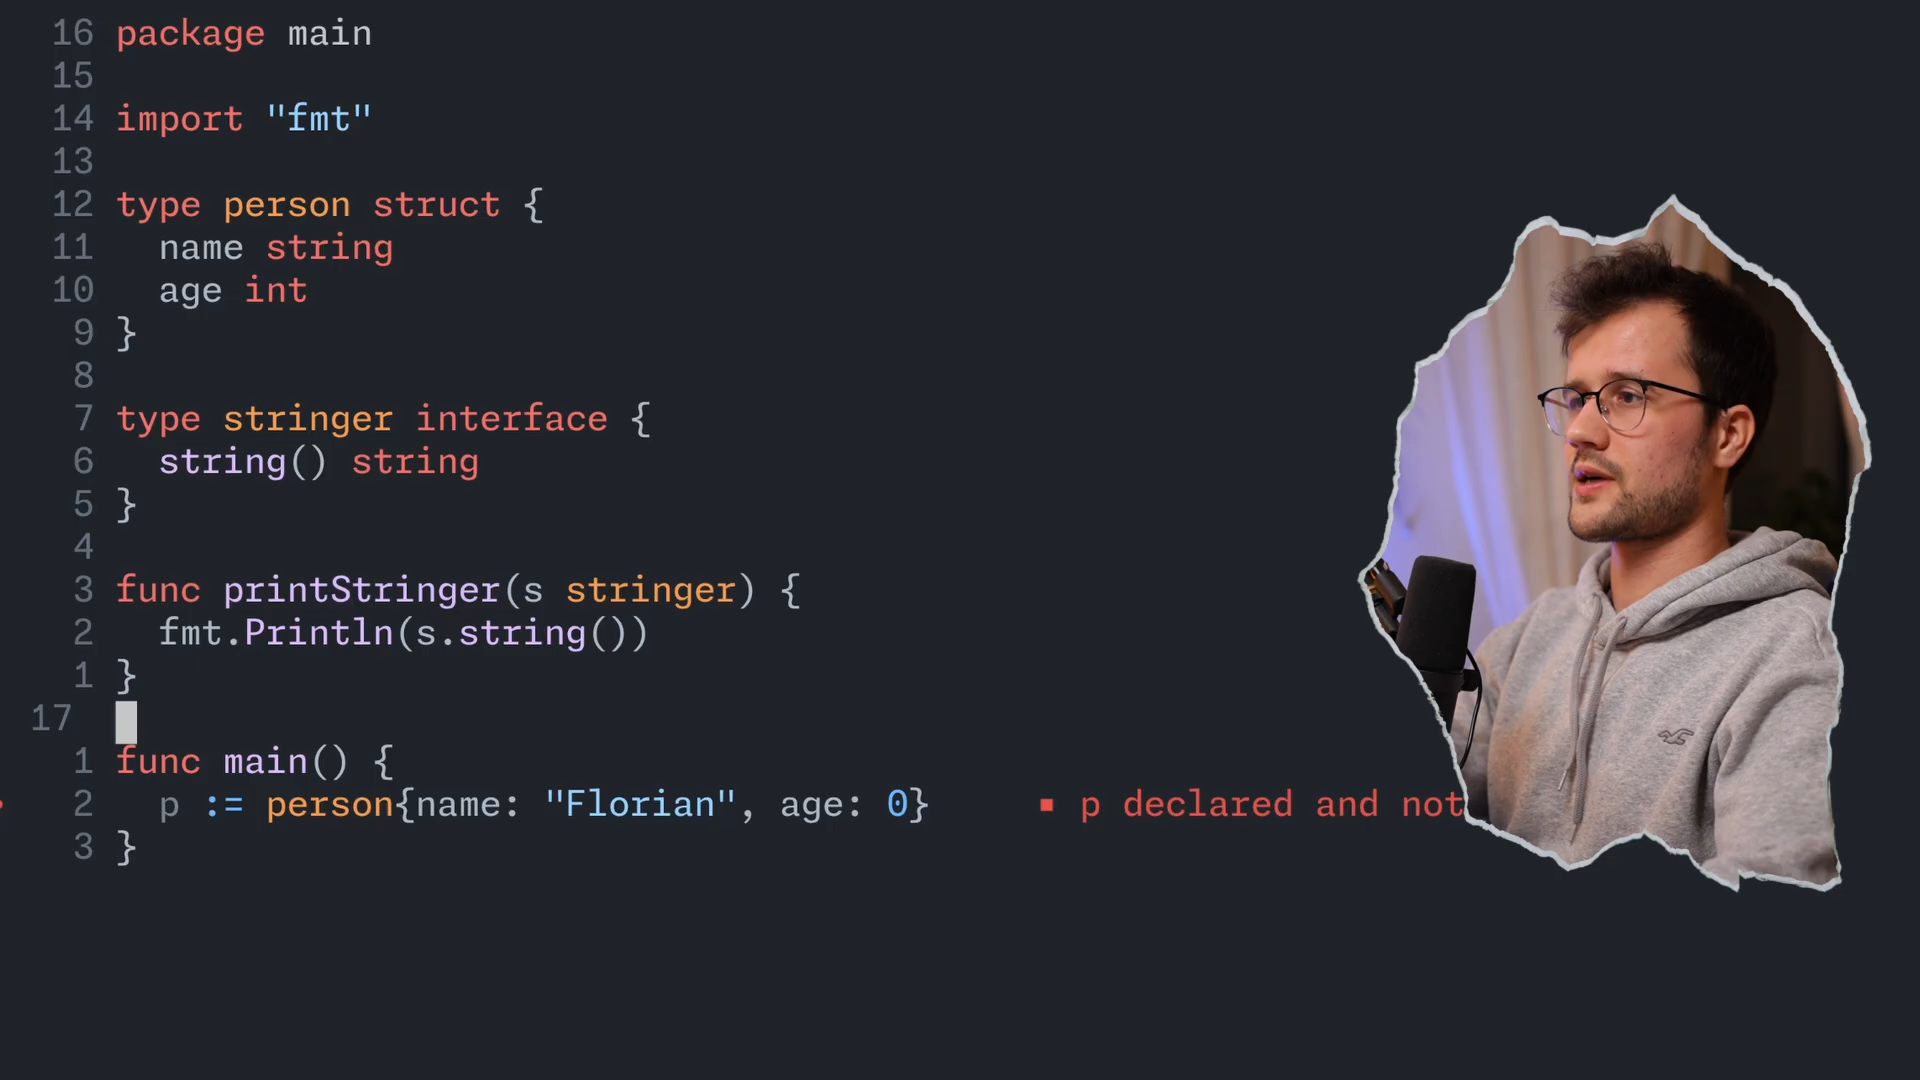 16 package main
15
14 import "fmt"
13
12 type person struct {
11   name string
10   age int
9 }
8
7 type stringer interface {
6   string() string
5 }
4
3 func printStringer(s stringer) {
2   fmt.Println(s.string())
1 }
17
1 func main() {
2   p := person{name: "Florian", age: 0}     ▪ p declared and not
3 }